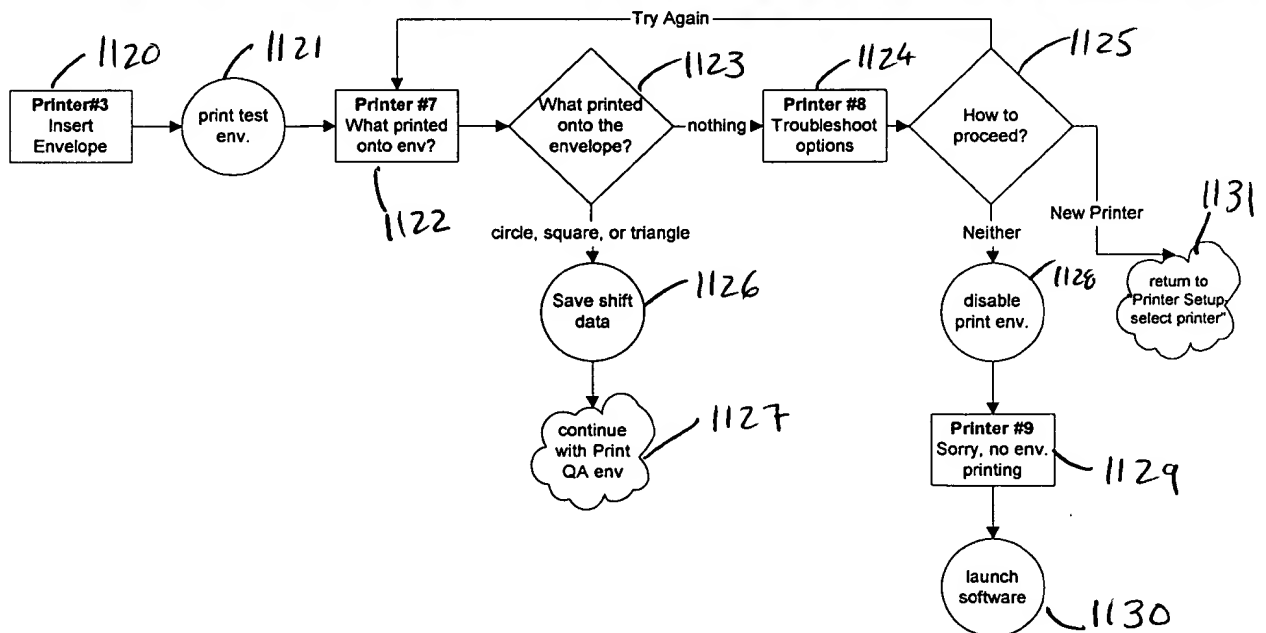 Try Again
1120
1121
1123
1124
1125
Printer#3
Insert
Envelope
print test
env.
Printer #7
What printed
onto env?
What printed
onto the
envelope?
nothing
Printer #8
Troubleshoot
options
How to
proceed?
1122
circle, square, or triangle
Neither
New Printer
1131
Save shift
data
1126
disable
print env.
1128
return to
"Printer Setup,
select printer"
continue
with Print
QA env
1127
Printer #9
Sorry, no env.
printing
1129
launch
software
1130